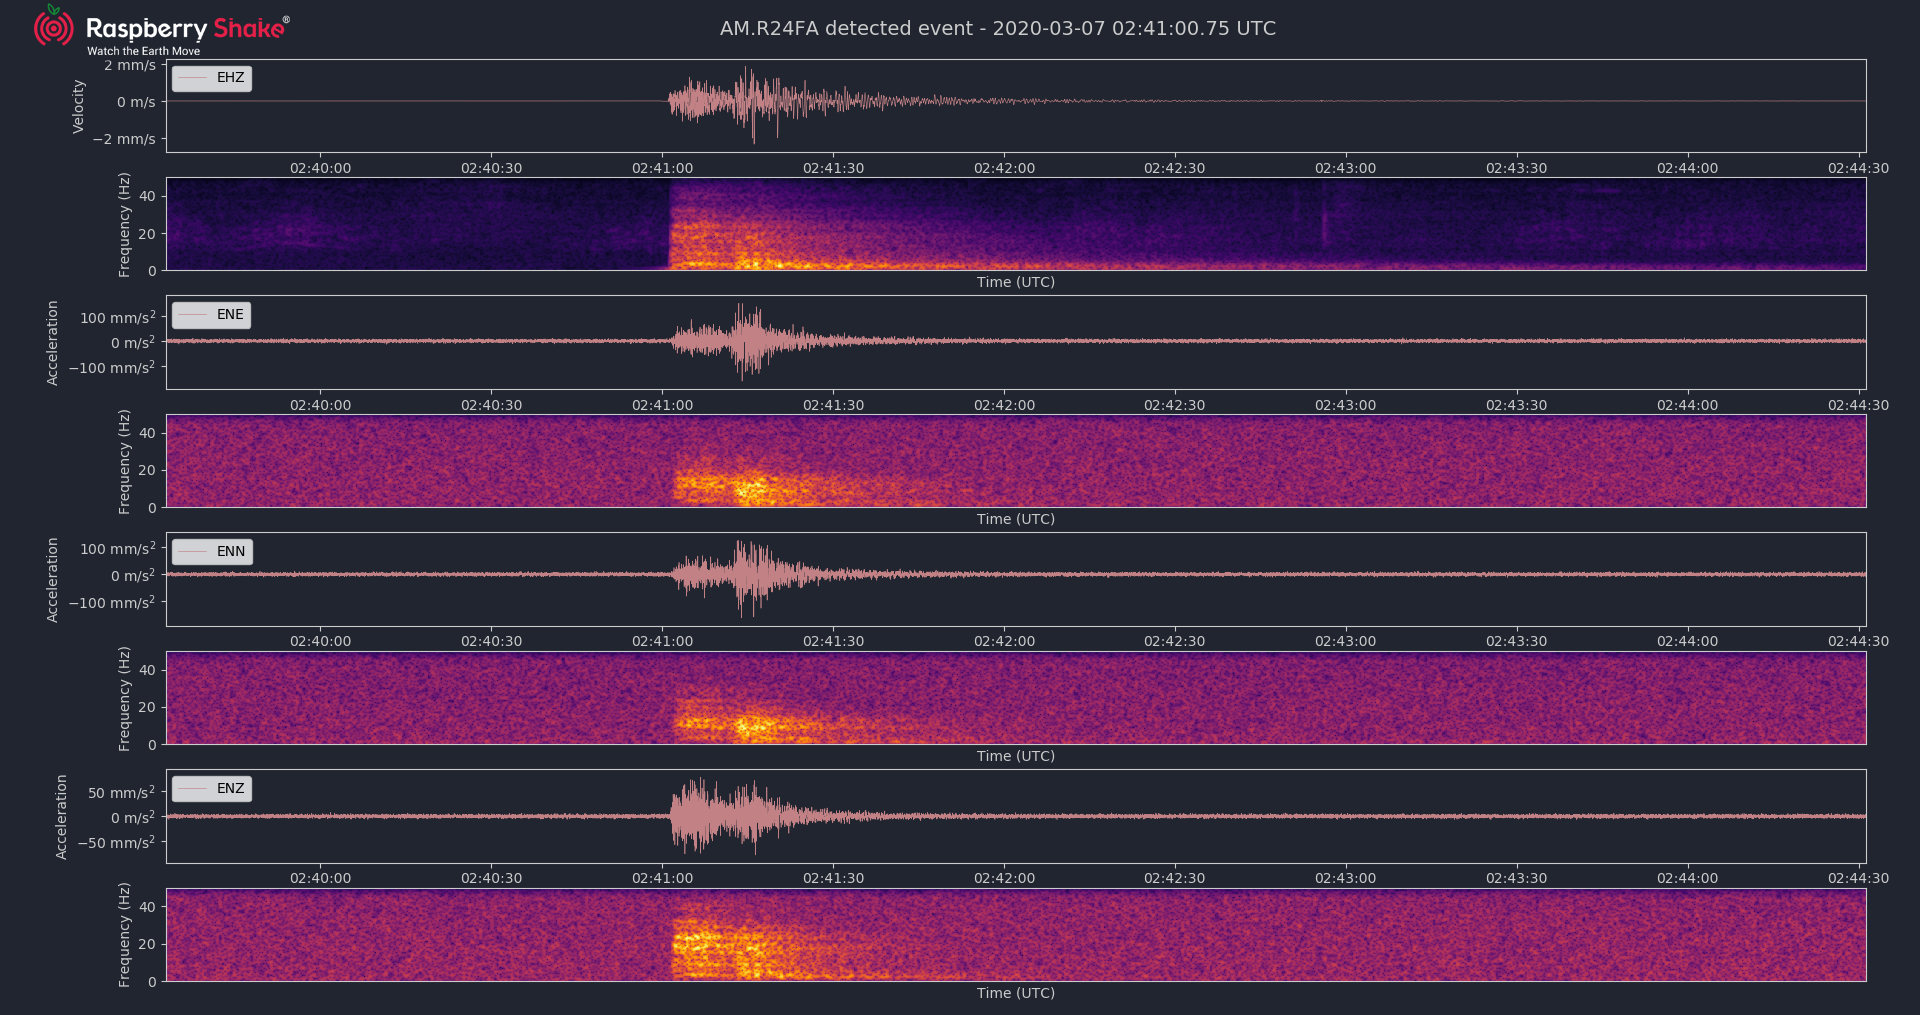 Raspberry Shake®
Watch the Earth Move
AM.R24FA detected event - 2020-03-07 02:41:00.75 UTC
Velocity
2 mm/s
0 m/s
−2 mm/s
EHZ
02:40:00 02:40:30 02:41:00 02:41:30 02:42:00 02:42:30 02:43:00 02:43:30 02:44:00 02:44:30
Frequency (Hz)
40
20
0
Time (UTC)
Acceleration
100 mm/s²
0 m/s²
−100 mm/s²
ENE
02:40:00 02:40:30 02:41:00 02:41:30 02:42:00 02:42:30 02:43:00 02:43:30 02:44:00 02:44:30
Frequency (Hz)
40
20
0
Time (UTC)
Acceleration
100 mm/s²
0 m/s²
−100 mm/s²
ENN
02:40:00 02:40:30 02:41:00 02:41:30 02:42:00 02:42:30 02:43:00 02:43:30 02:44:00 02:44:30
Frequency (Hz)
40
20
0
Time (UTC)
Acceleration
50 mm/s²
0 m/s²
−50 mm/s²
ENZ
02:40:00 02:40:30 02:41:00 02:41:30 02:42:00 02:42:30 02:43:00 02:43:30 02:44:00 02:44:30
Frequency (Hz)
40
20
0
Time (UTC)